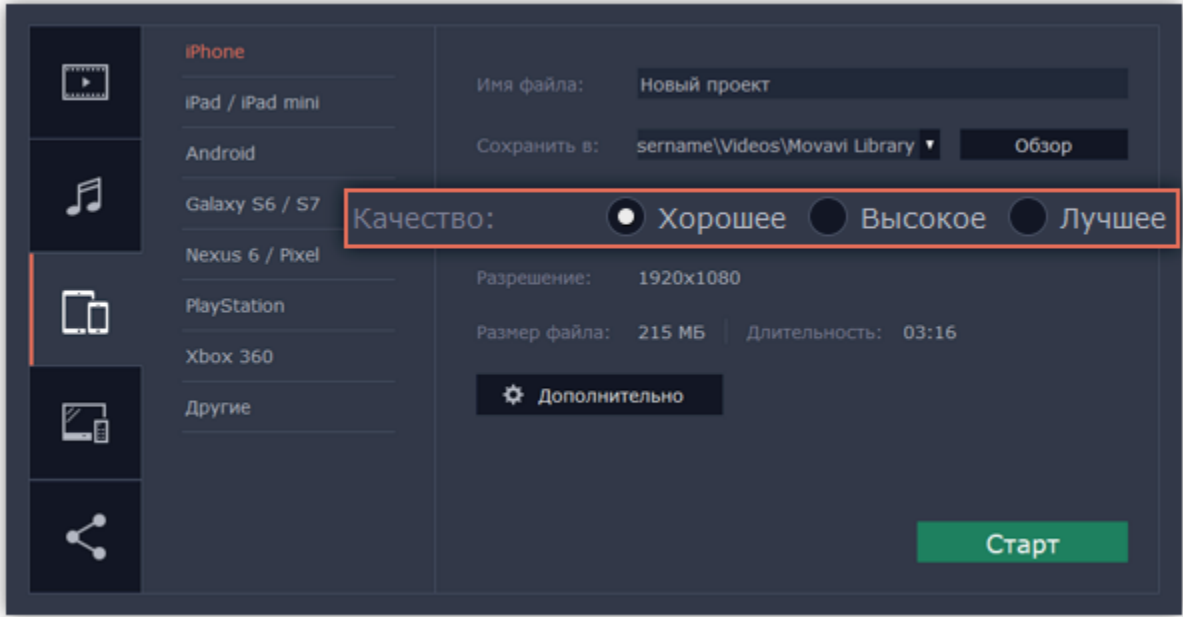 iPhone
iPad / iPad mini
Android
Galaxy S6 / S7
Nexus 6 / Pixel
PlayStation
Xbox 360
Другие
Имя файла: Новый проект
Сохранить в: sername\Videos\Movavi Library Обзор
Качество: Хорошее Высокое Лучшее
Разрешение: 1920x1080
Размер файла: 215 МБ Длительность: 03:16
Дополнительно
Старт